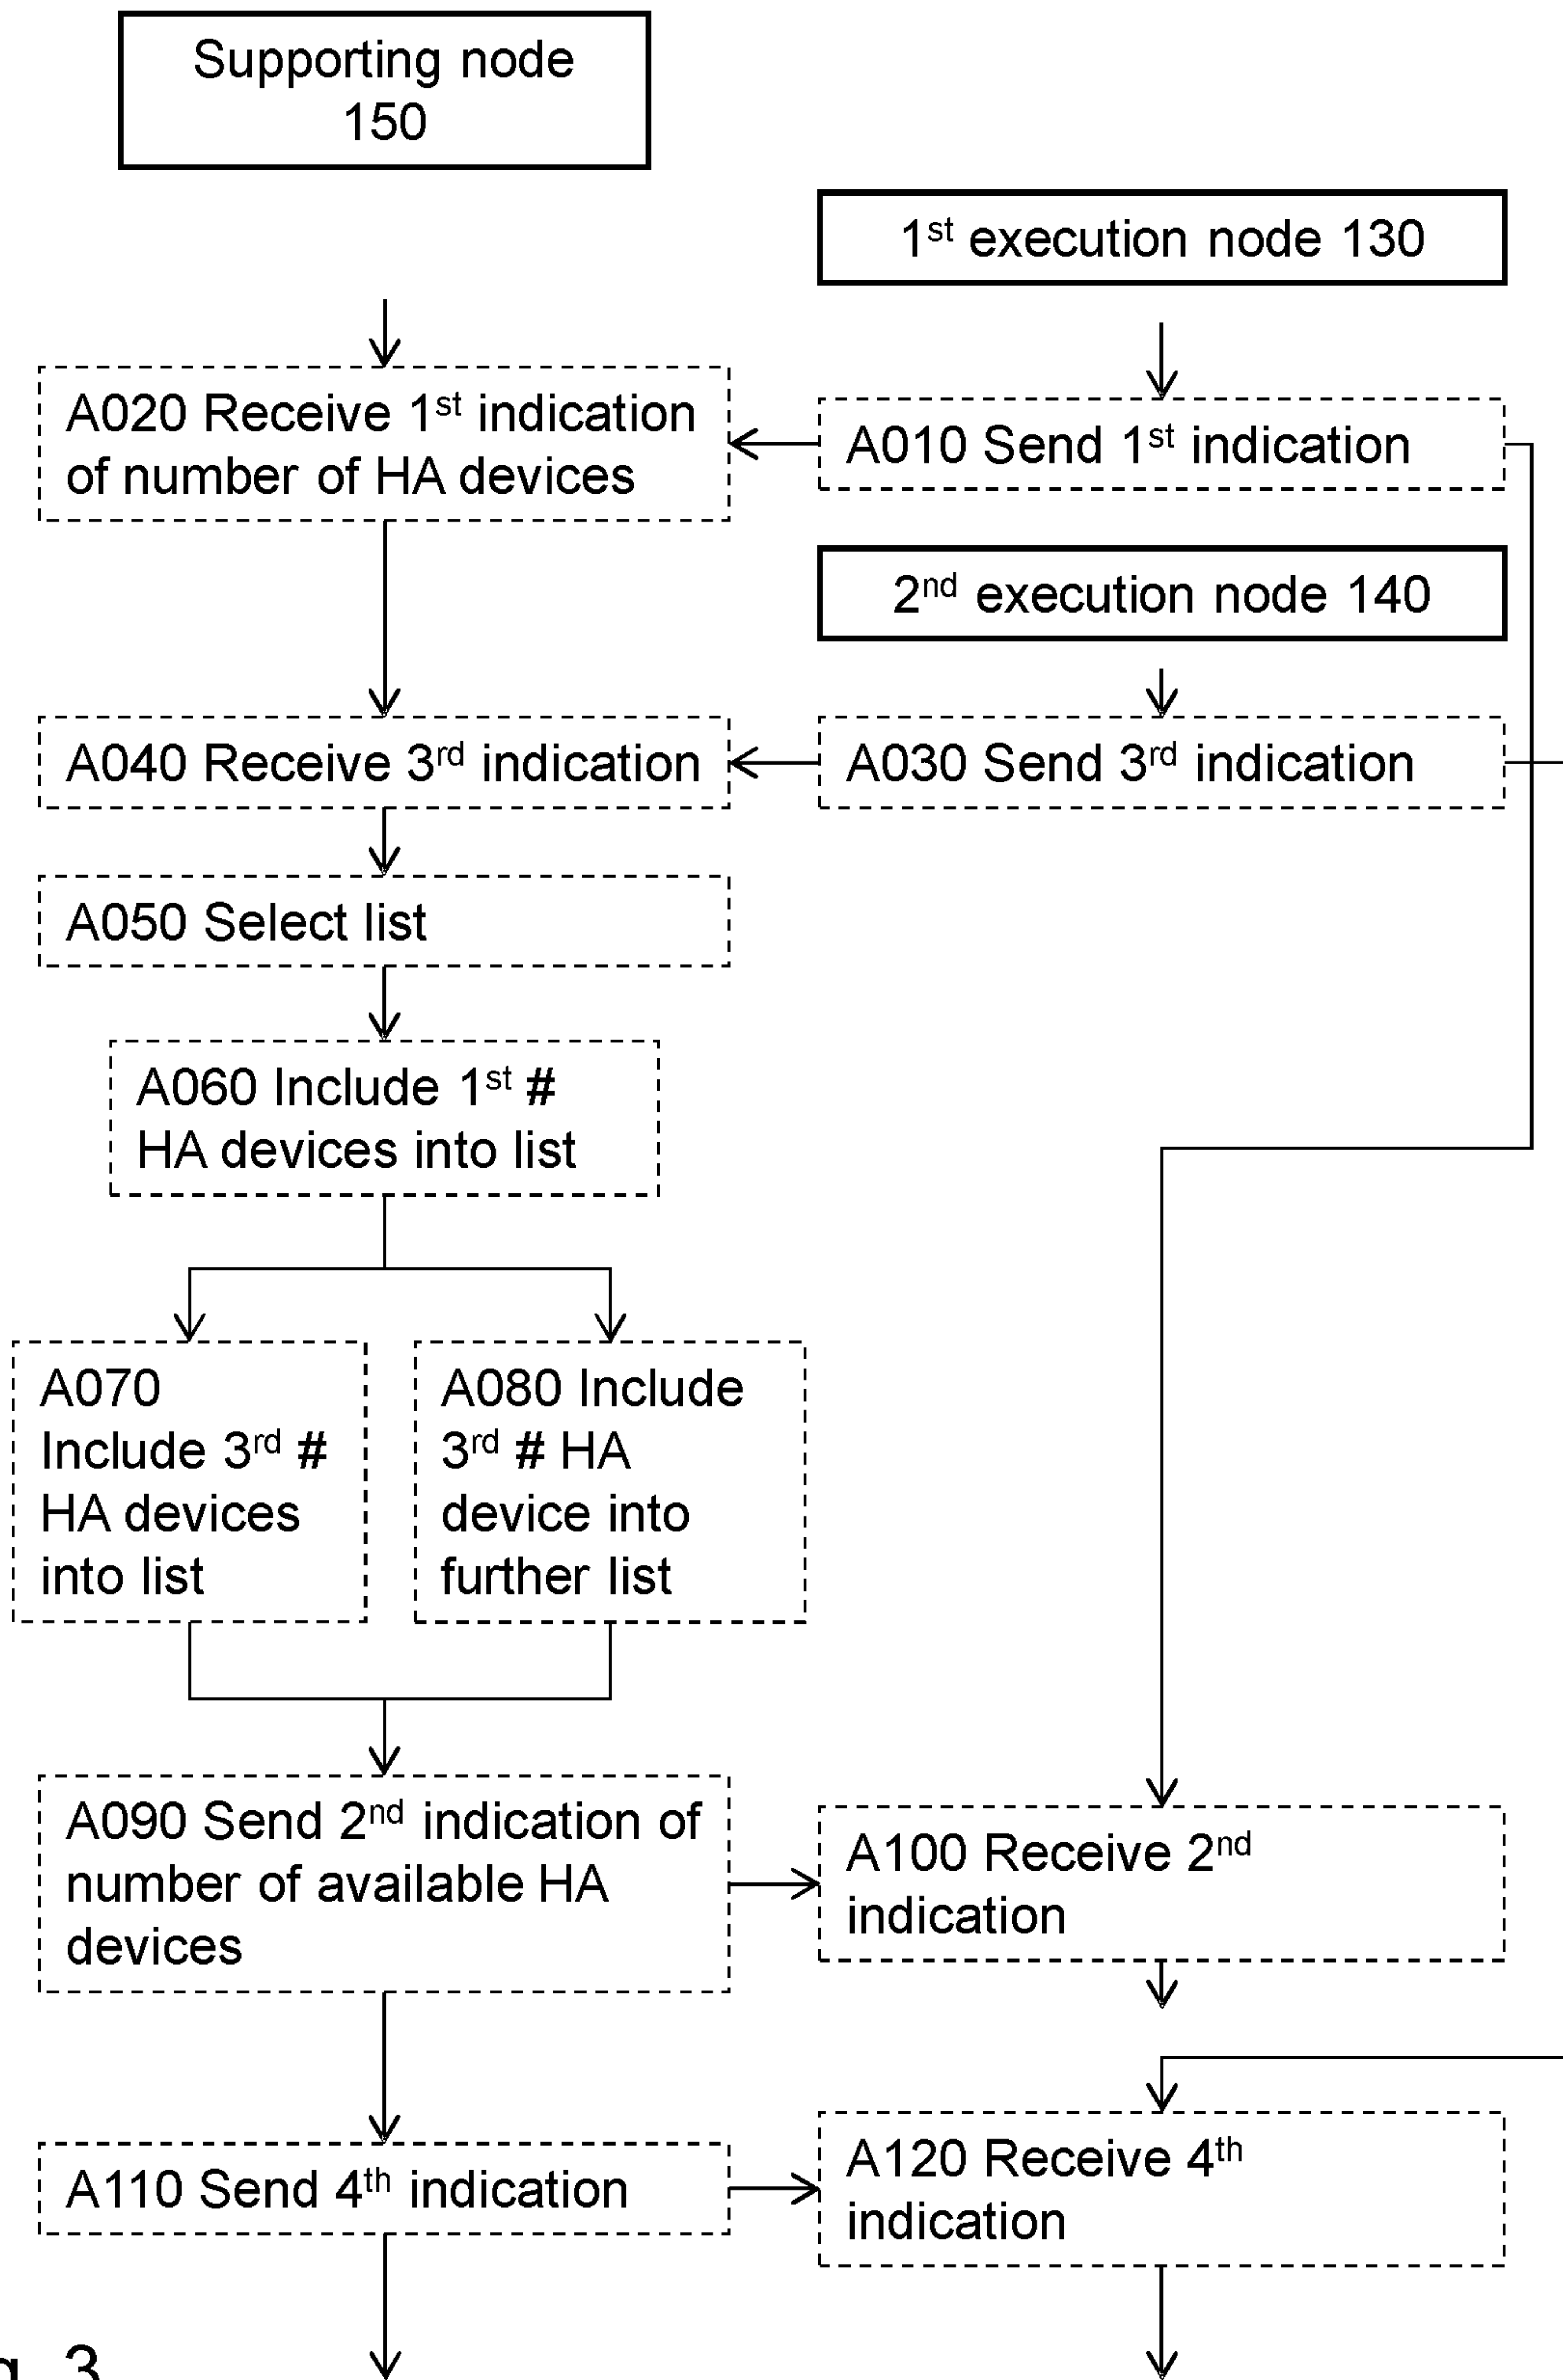 Supporting node
150
1st execution node 130
A020 Receive 1st indication
of number of HA devices
A010 Send 1st indication
2nd execution node 140
A040 Receive 3rd indication
A030 Send 3rd indication
A050 Select list
A060 Include 1st #
HA devices into list
A070
Include 3rd #
HA devices
into list
A080 Include
3rd # HA
device into
further list
A090 Send 2nd indication of
number of available HA
devices
A100 Receive 2nd
indication
A110 Send 4th indication
A120 Receive 4th
indication
3